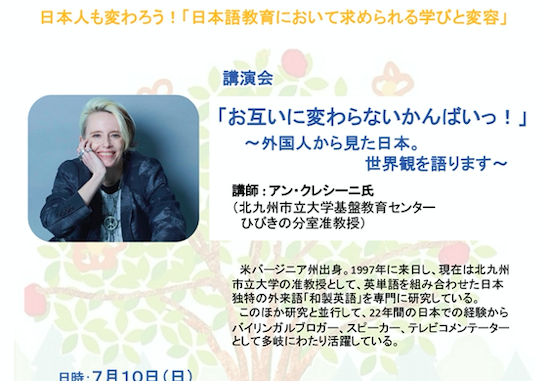 日本人も変わろう！「日本語教育において求められる学びと変容」
講演会
「お互いに変わらないかんばいっ！」
～外国人から見た日本。
世界観を語ります～
講師：アン・クレシーニ氏
（北九州市立大学基盤教育センター
ひびきの分室准教授）
米バージニア州出身。1997年に来日し、現在は北九州
市立大学の准教授として、英単語を組み合わせた日本
独特の外来語「和製英語」を専門に研究している。
このほか研究と並行して、22年間の日本での経験から
バイリンガルブロガー、スピーカー、テレビコメンテーター
として多岐にわたり活躍している。
日時：７月１０日（日）